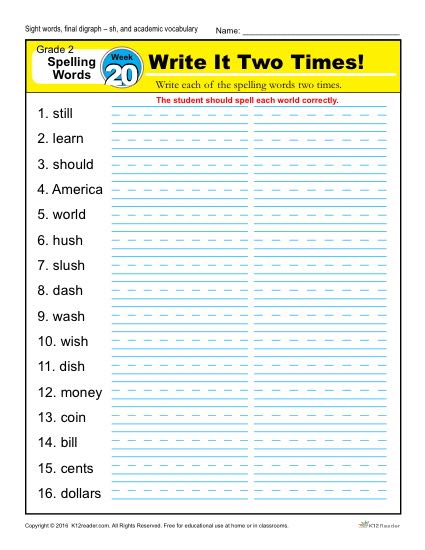 Sight words, final digraph – sh, and academic vocabulary
Name:
Grade 2
Spelling
Words
Week
20
Write It Two Times!
Write each of the spelling words two times.
The student should spell each world correctly.
1. still
2. learn
3. should
4. America
5. world
6. hush
7. slush
8. dash
9. wash
10. wish
11. dish
12. money
13. coin
14. bill
15. cents
16. dollars
Copyright © 2016 K12reader.com. All Rights Reserved. Free for educational use at home or in classrooms.
K12Reader